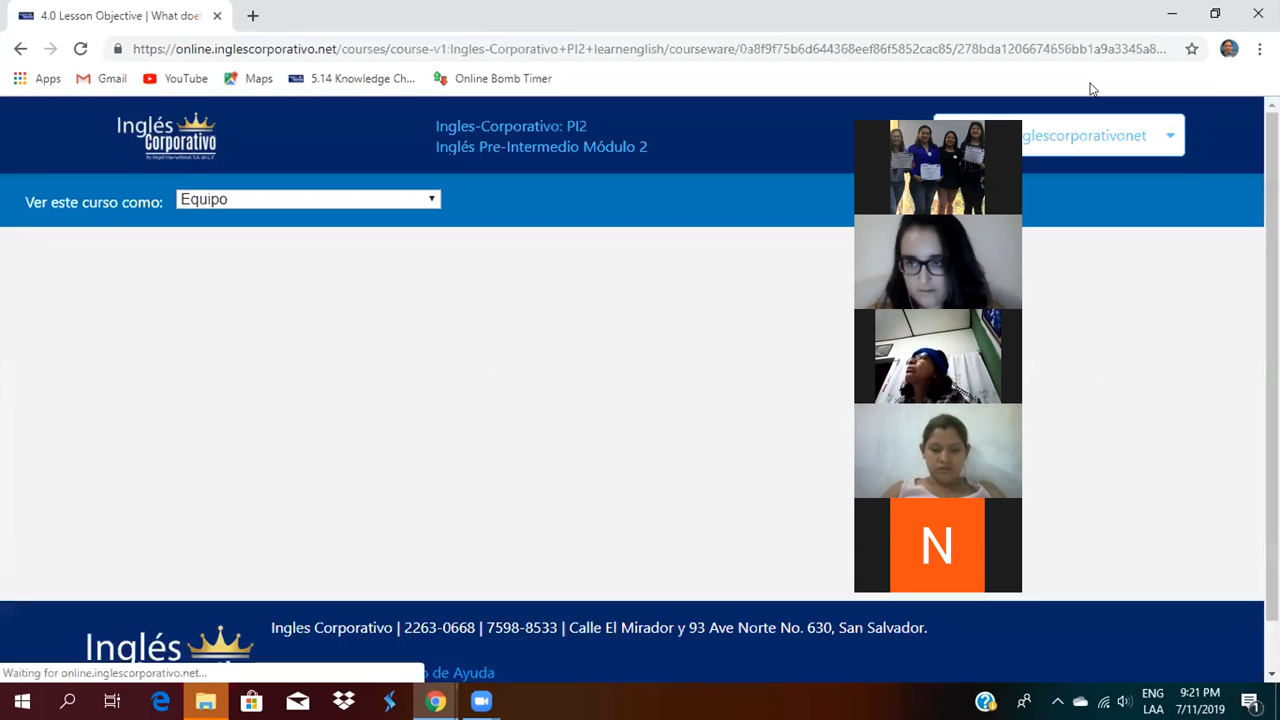 4.0 Lesson Objective | What does
https://online.inglescorporativo.net/courses/course-v1:Ingles-Corporativo+PI2+learnenglish/courseware/0a8f9f75b6d644368eef86f5852cac85/278bda1206674656bb1a9a3345a8...
Apps Gmail YouTube Maps 5.14 Knowledge Ch... Online Bomb Timer
Inglés
Corporativo
Ingles-Corporativo: PI2
Inglés Pre-Intermedio Módulo 2
glescorporativonet
Ver este curso como: Equipo
N
Inglés
Ingles Corporativo | 2263-0668 | 7598-8533 | Calle El Mirador y 93 Ave Norte No. 630, San Salvador.
Waiting for online.inglescorporativo.net...
de Ayuda
ENG
LAA
9:21 PM
7/11/2019